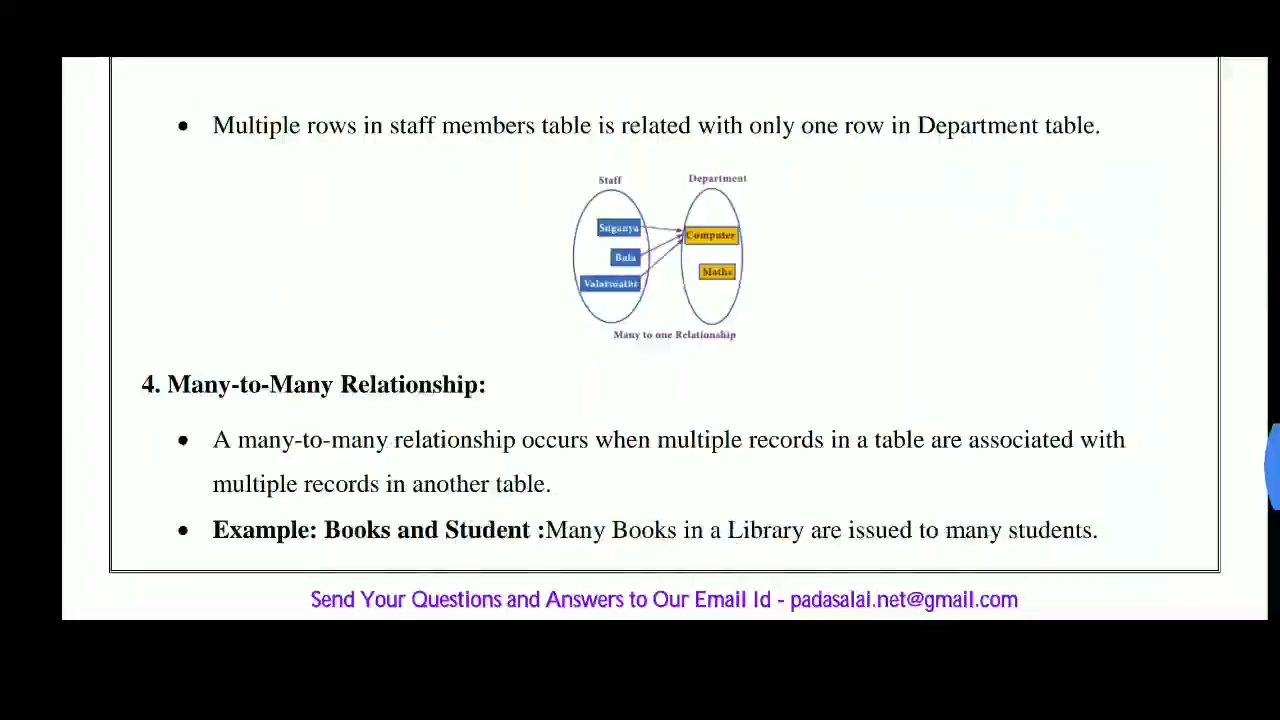 • Multiple rows in staff members table is related with only one row in Department table.
Staff
Department
Suganya
Computer
Bala
Maths
Valarmathi
Many to one Relationship
4. Many-to-Many Relationship:
• A many-to-many relationship occurs when multiple records in a table are associated with
multiple records in another table.
• Example: Books and Student :Many Books in a Library are issued to many students.
Send Your Questions and Answers to Our Email Id - padasalai.net@gmail.com